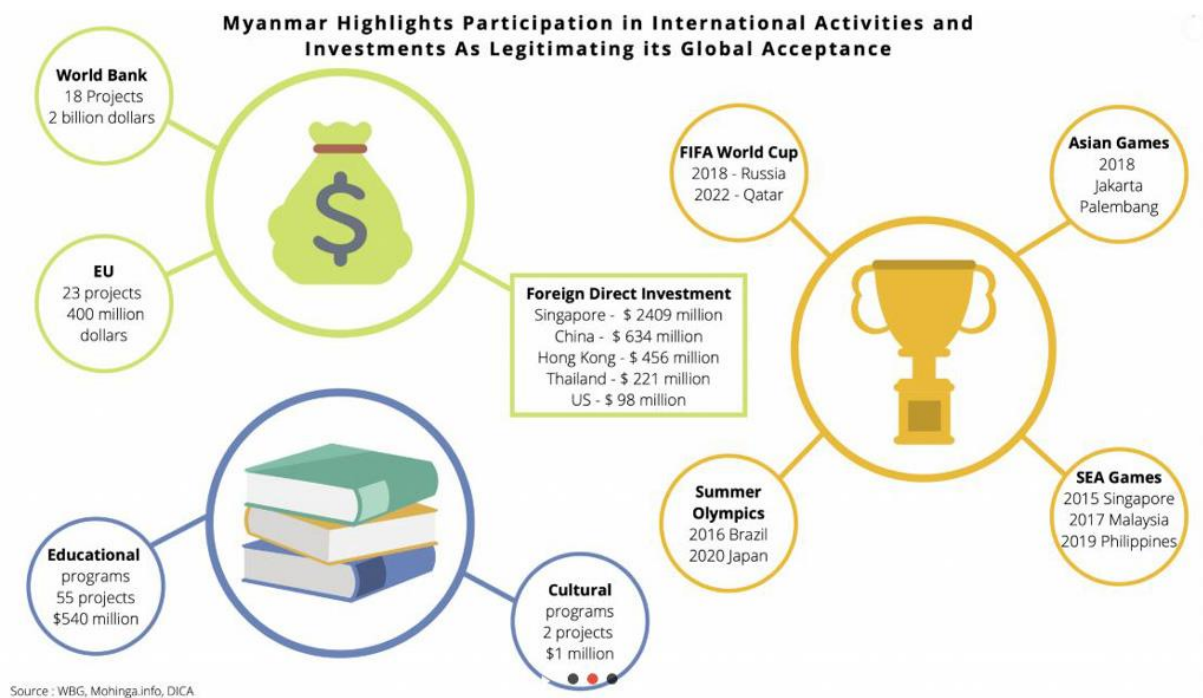 Myanmar Highlights Participation in International Activities and
Investments As Legitimating its Global Acceptance
World Bank
18 Projects
2 billion dollars
EU
23 projects
400 million
dollars
$
Foreign Direct Investment
Singapore - $ 2409 million
China - $ 634 million
Hong Kong - $ 456 million
Thailand - $ 221 million
US - $ 98 million
FIFA World Cup
2018 - Russia
2022 - Qatar
Asian Games
2018
Jakarta
Palembang
Summer
Olympics
2016 Brazil
2020 Japan
SEA Games
2015 Singapore
2017 Malaysia
2019 Philippines
Educational
programs
55 projects
$540 million
Cultural
programs
2 projects
$1 million
Source : WBG, Mohinga.info, DICA